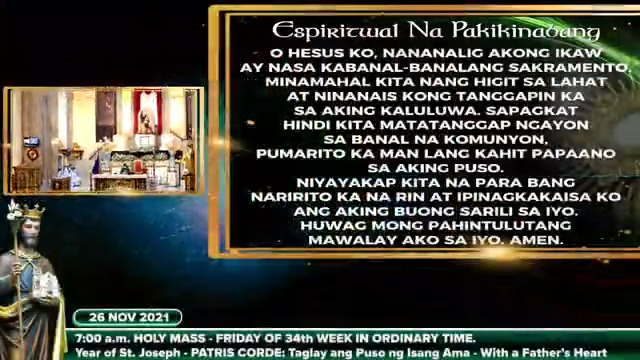 Espiritwal Na Pakikinabang
O HESUS KO, NANANALIG AKONG IKAW
AY NASA KABANAL-BANALANG SAKRAMENTO.
MINAMAHAL KITA NANG HIGIT SA LAHAT
AT NINANAIS KONG TANGGAPIN KA
SA AKING KALULUWA. SAPAGKAT
HINDI KITA MATATANGGAP NGAYON
SA BANAL NA KOMUNYON,
PUMARITO KA MAN LANG KAHIT PAPAANO
SA AKING PUSO.
NIYAYAKAP KITA NA PARA BANG
NARIRITO KA NA RIN AT IPINAGKAKAISA KO
ANG AKING BUONG SARILI SA IYO.
HUWAG MONG PAHINTULUTANG
MAWALAY AKO SA IYO. AMEN.
26 NOV 2021
7:00 a.m. HOLY MASS - FRIDAY OF 34th WEEK IN ORDINARY TIME.
Year of St. Joseph - PATRIS CORDE: Taglay ang Puso ng Isang Ama - With a Father's Heart